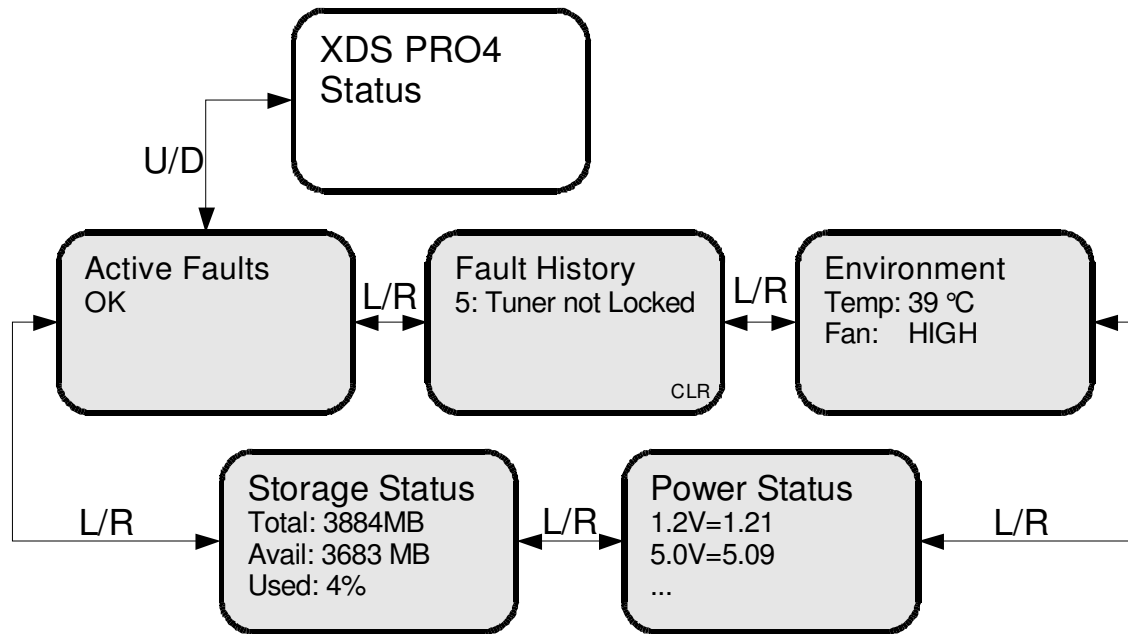 XDS PRO4
Status
U/D
Active Faults
OK
L/R
Fault History
5: Tuner not Locked
CLR
L/R
Environment
Temp: 39 °C
Fan: HIGH
L/R
Storage Status
Total: 3884MB
Avail: 3683 MB
Used: 4%
L/R
Power Status
1.2V=1.21
5.0V=5.09
...
L/R